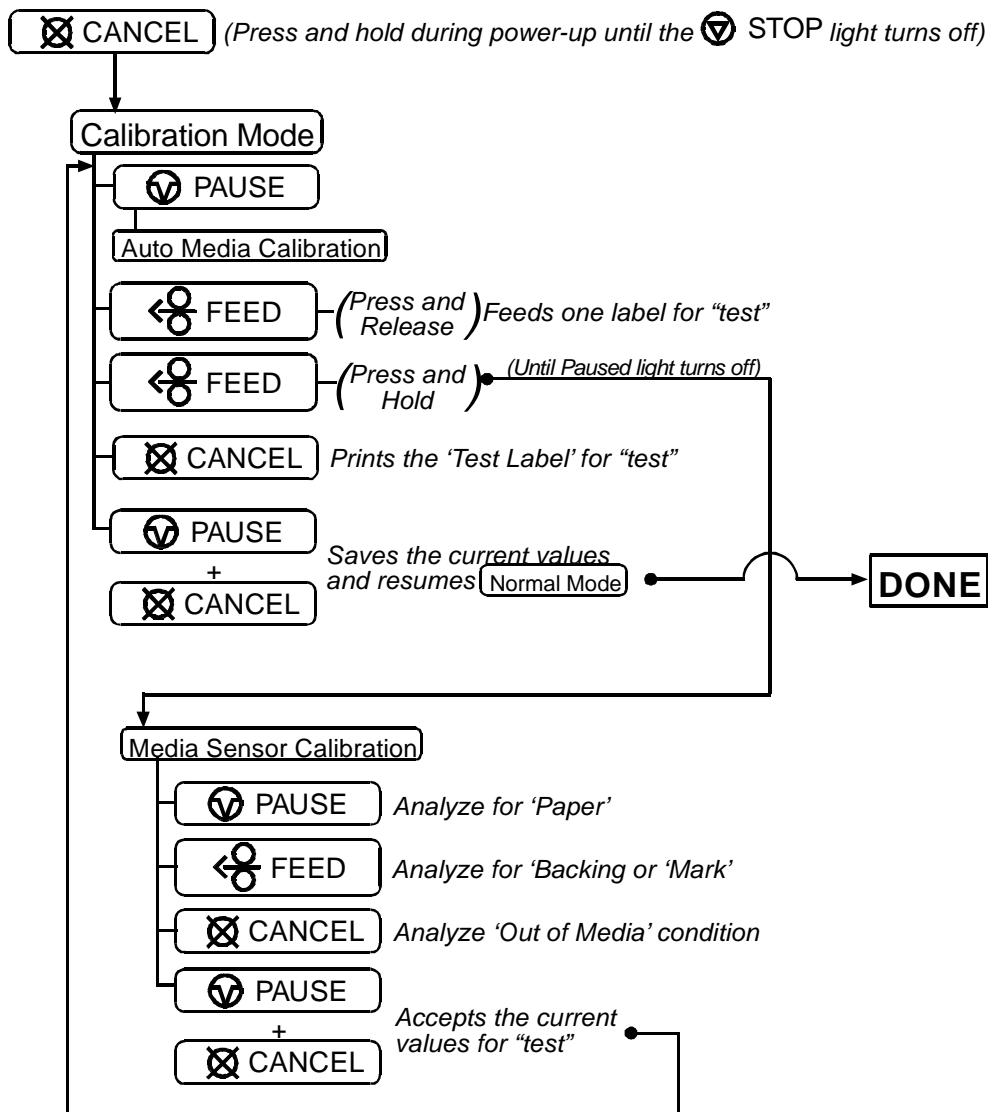 CANCEL (Press and hold during power-up until the STOP light turns off)
Calibration Mode
PAUSE
Auto Media Calibration
FEED (Press and Release) Feeds one label for “test”
FEED (Press and Hold) (Until Paused light turns off)
CANCEL Prints the ‘Test Label’ for “test”
PAUSE
+
CANCEL
Saves the current values
and resumes Normal Mode
DONE
Media Sensor Calibration
PAUSE Analyze for ‘Paper’
FEED Analyze for ‘Backing or ‘Mark’
CANCEL Analyze ‘Out of Media’ condition
PAUSE
+
CANCEL
Accepts the current
values for “test”